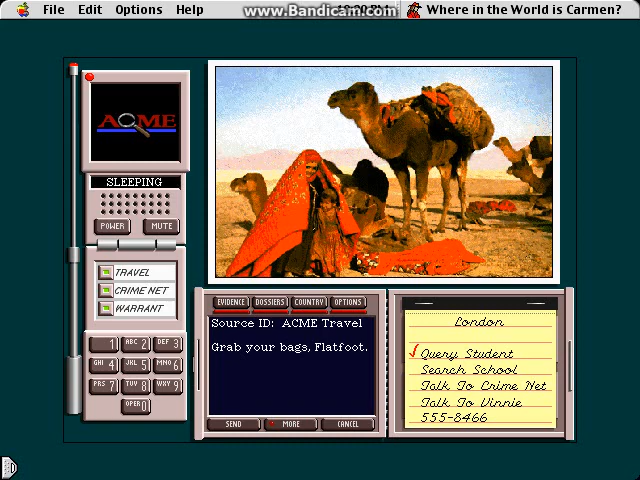 File Edit Options Help
www.Bandicam.com
Where in the World is Carmen?
ACME
SLEEPING
POWER MUTE
TRAVEL
CRIME NET
WARRANT
1 ABC 2 DEF 3
GHI 4 JKL 5 MNO 6
PRS 7 TUV 8 WXY 9
OPER 0
EVIDENCE DOSSIERS COUNTRY OPTIONS
Source ID: ACME Travel
Grab your bags, Flatfoot.
SEND MORE CANCEL
London
Query Student
Search School
Talk To Crime Net
Talk To Vinnie
555-8466